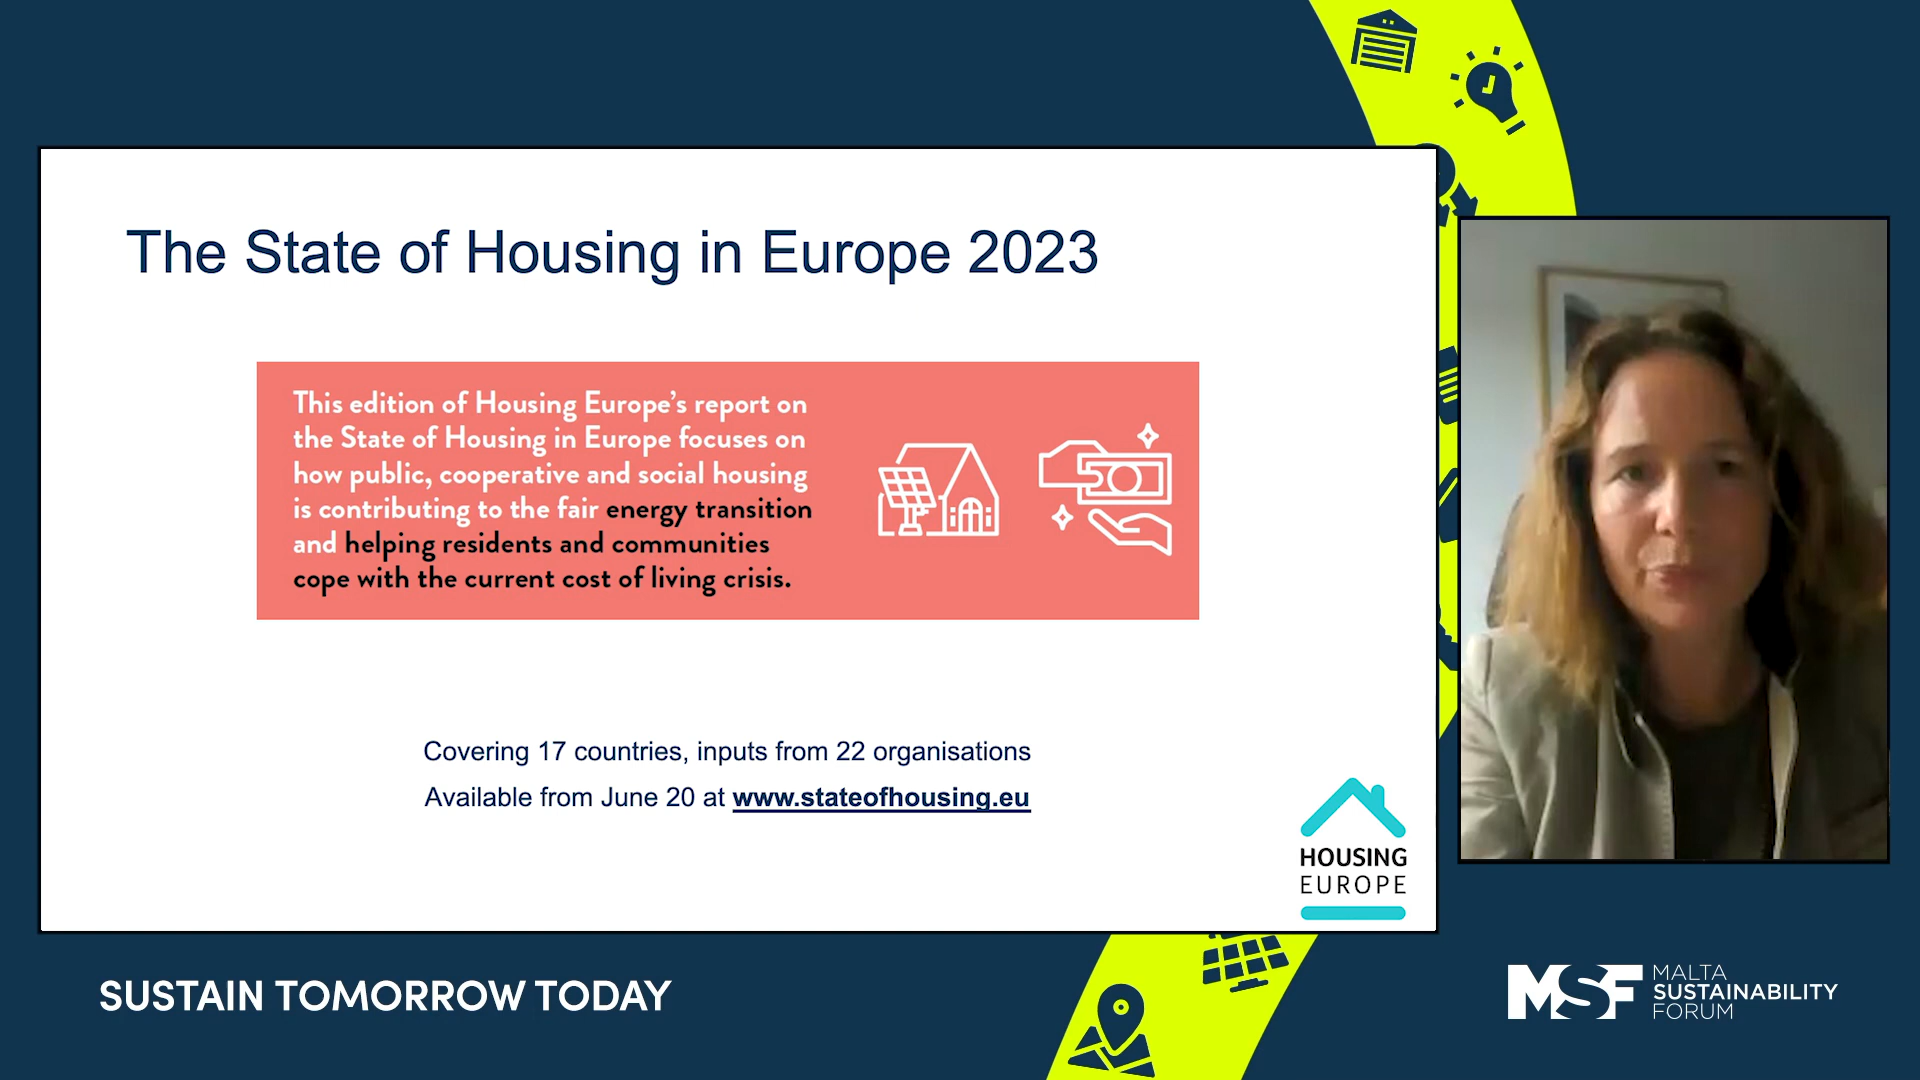 The State of Housing in Europe 2023
This edition of Housing Europe's report on
the State of Housing in Europe focuses on
how public, cooperative and social housing
is contributing to the fair energy transition
and helping residents and communities
cope with the current cost of living crisis.
Covering 17 countries, inputs from 22 organisations
Available from June 20 at www.stateofhousing.eu
HOUSING
EUROPE
SUSTAIN TOMORROW TODAY
MSF
MALTA
SUSTAINABILITY
FORUM